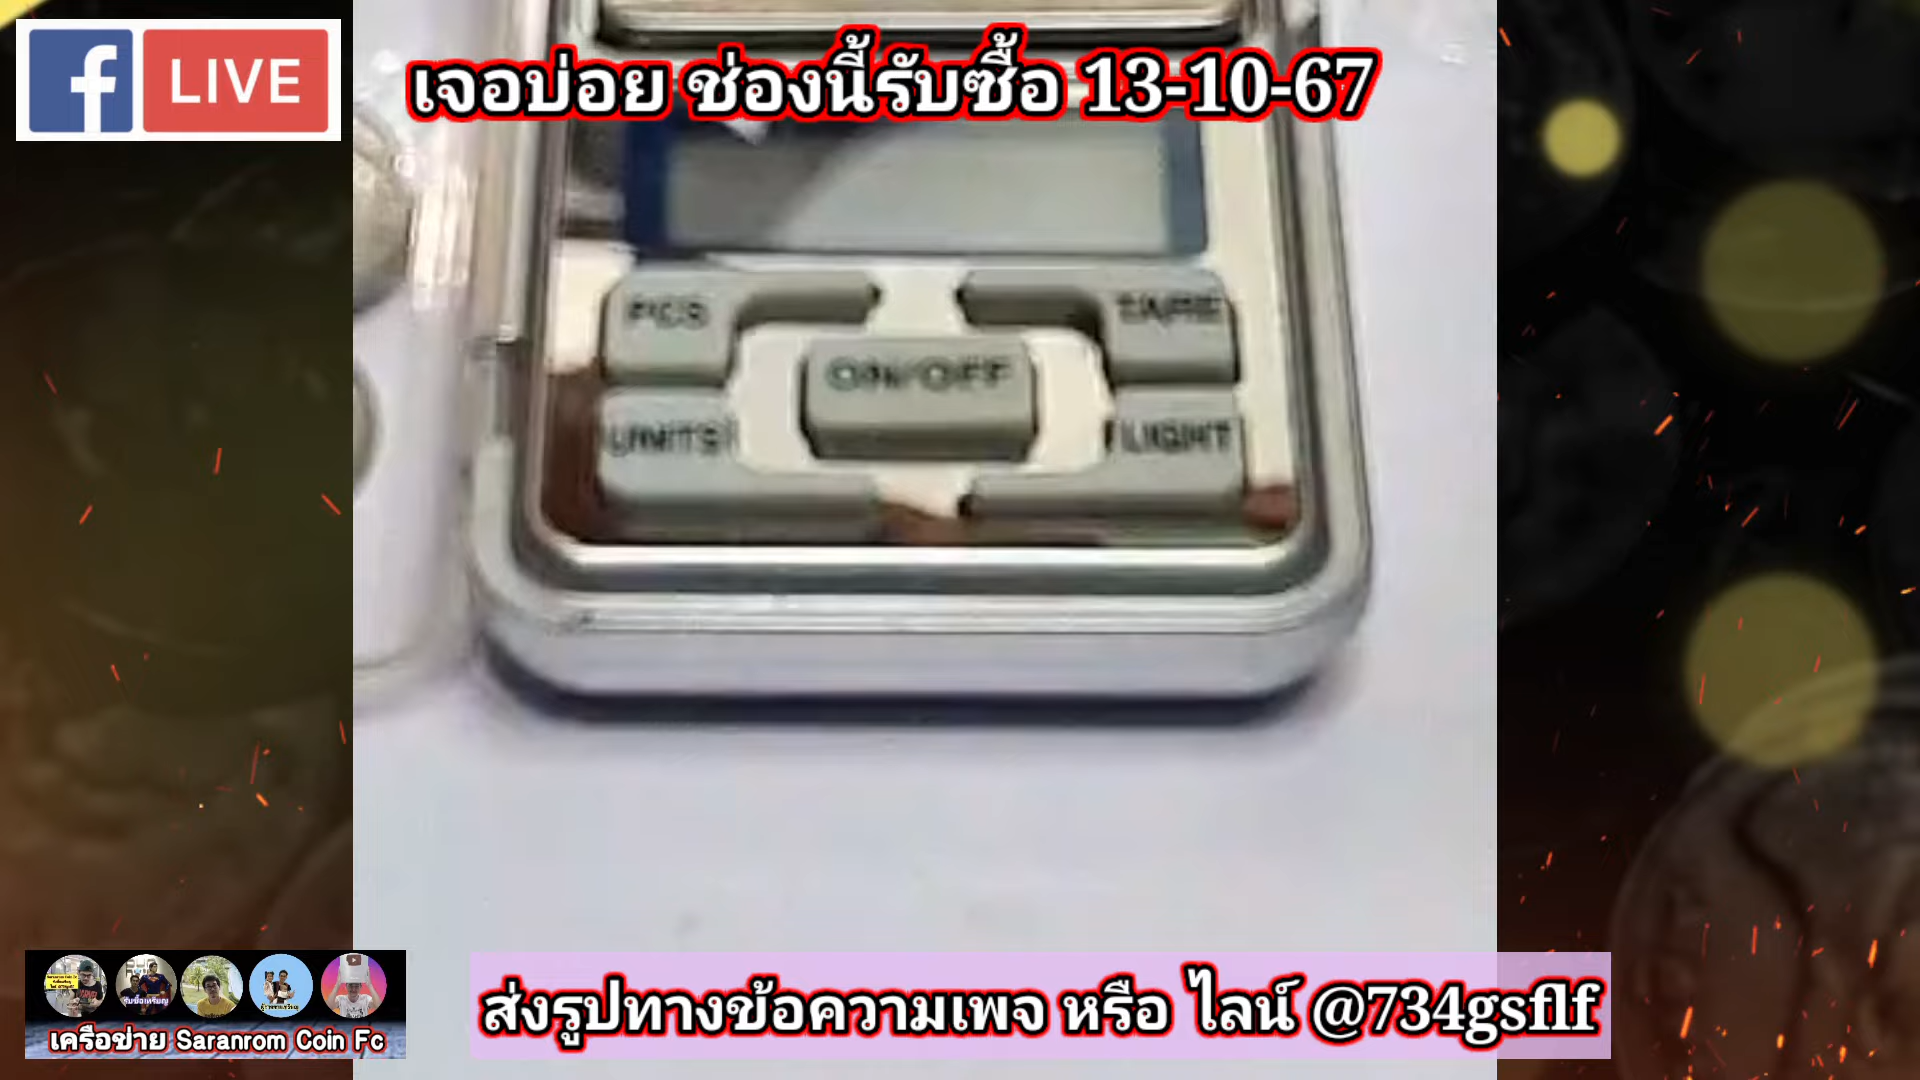 f LIVE
เจอบ่อย ช่องนี้รับซื้อ 13-10-67
PCS
TARE
ON/OFF
UNITS
LIGHT
เครือข่าย Saranrom Coin Fc
ส่งรูปทางข้อความเพจ หรือ ไลน์ @734gsflf